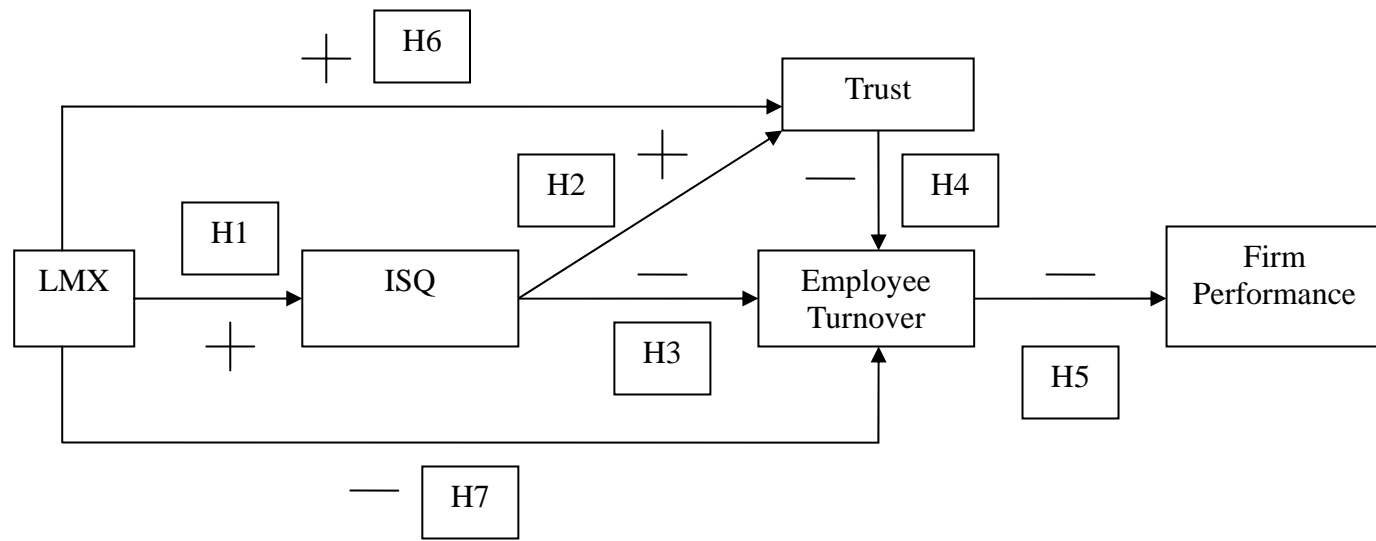 H6
Trust
H2
H4
H1
LMX
ISQ
Employee
Turnover
Firm
Performance
H3
H5
H7